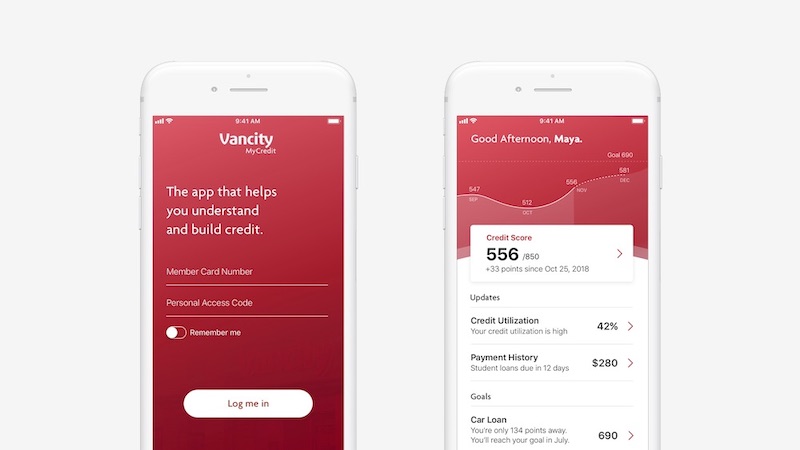 9:41 AM
Vancity
MyCredit
The app that helps
you understand
and build credit.
Member Card Number
Personal Access Code
Remember me
Log me in
9:41 AM
Good Afternoon, Maya.
Goal 690
547
SEP
512
OCT
556
NOV
581
DEC
Credit Score
556 /850
+33 points since Oct 25, 2018
Updates
Credit Utilization
Your credit utilization is high
42%
Payment History
Student loans due in 12 days
$280
Goals
Car Loan
You're only 134 points away.
You'll reach your goal in July.
690